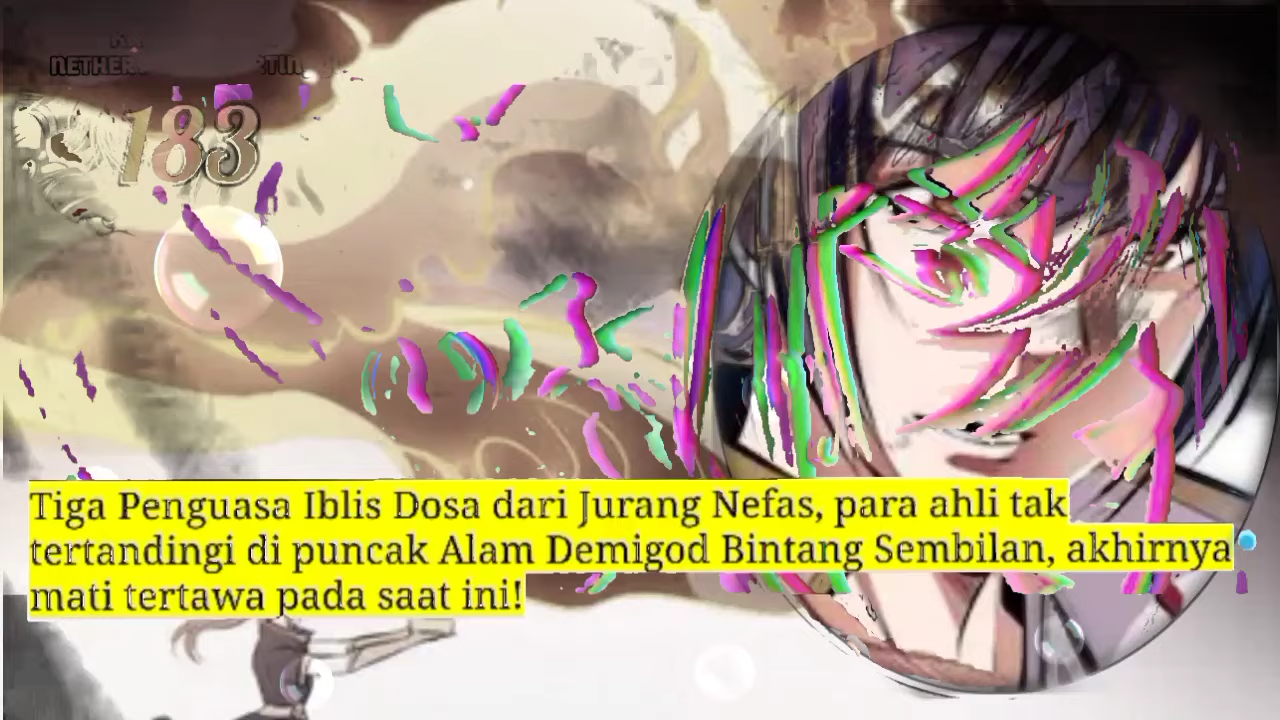 183
Tiga Penguasa Iblis Dosa dari Jurang Nefas, para ahli tak
tertandingi di puncak Alam Demigod Bintang Sembilan, akhirnya
mati tertawa pada saat ini!